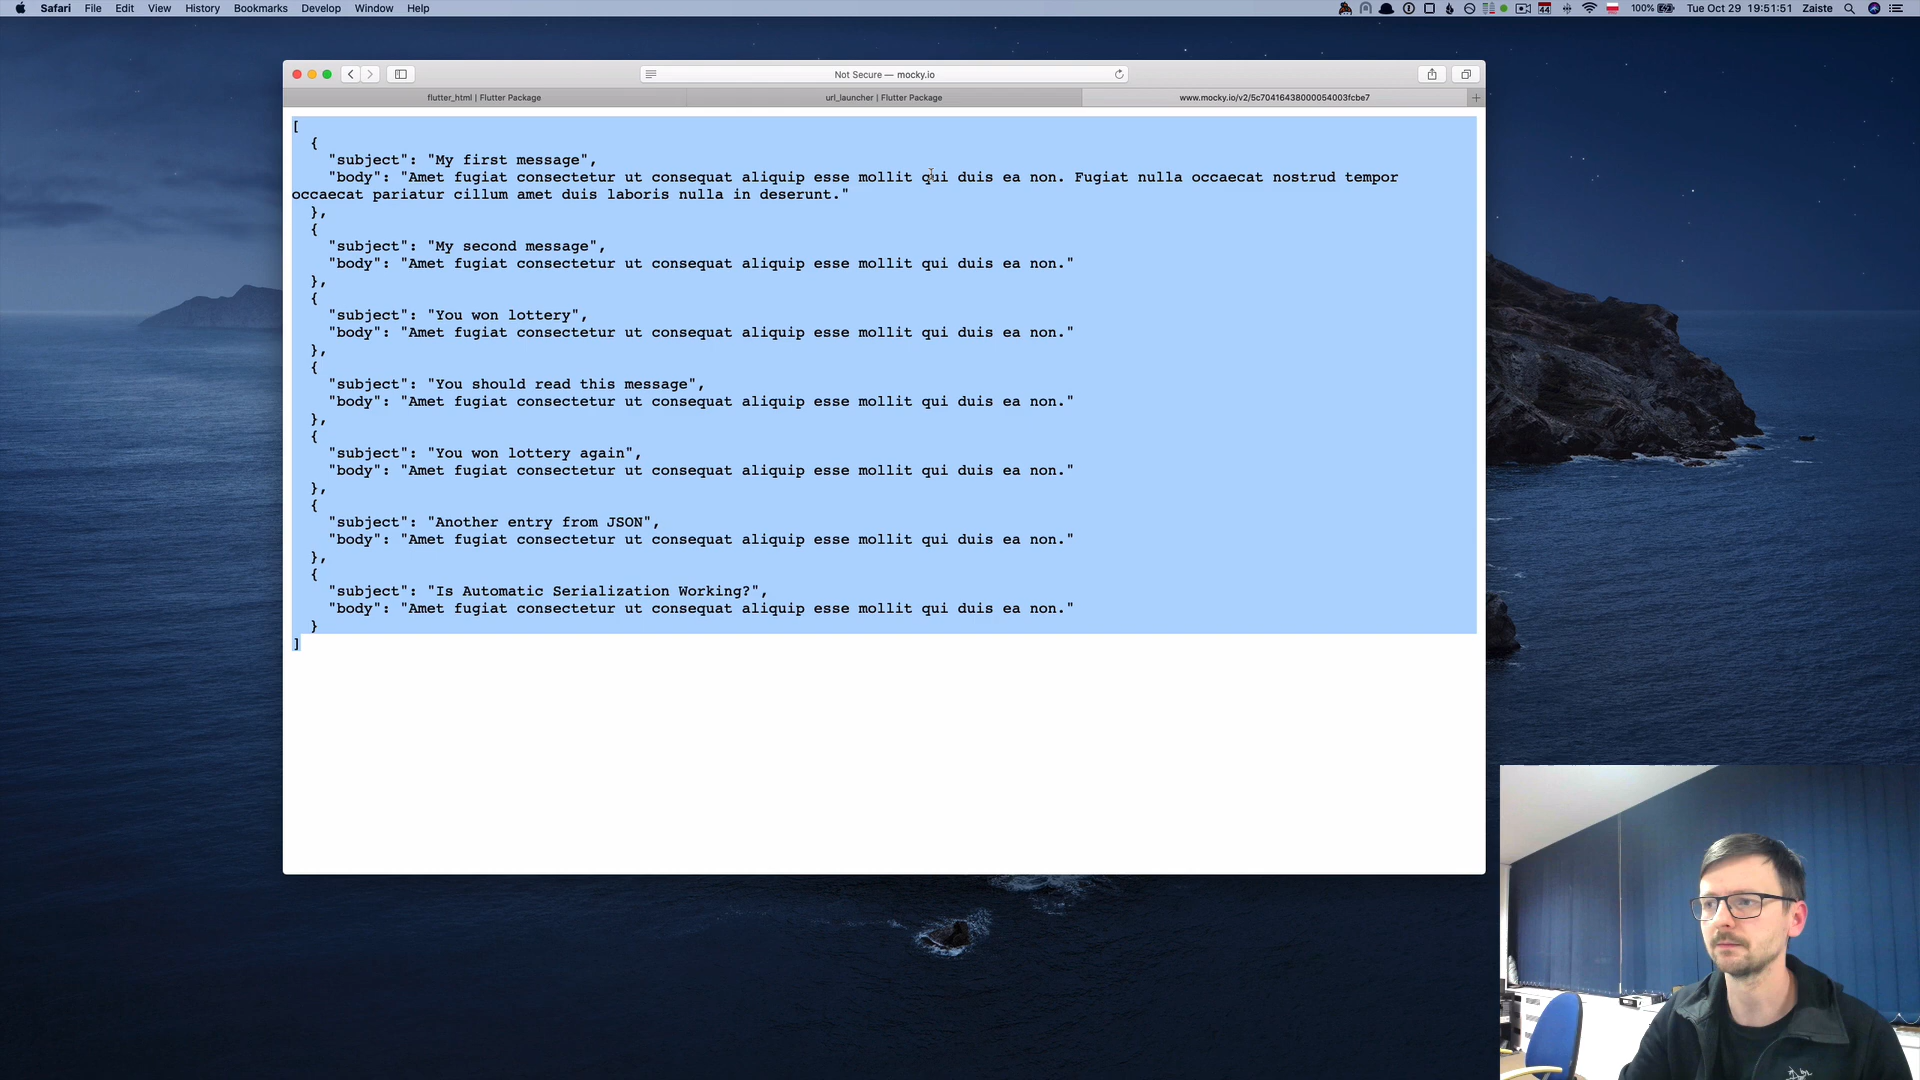 Safari File Edit View History Bookmarks Develop Window Help
44
100%
Tue Oct 29 19:51:51 Zaiste
Not Secure — mocky.io
flutter_html | Flutter Package
url_launcher | Flutter Package
www.mocky.io/v2/5c70416438000054003fcbe7
[
{
"subject": "My first message",
"body": "Amet fugiat consectetur ut consequat aliquip esse mollit qui duis ea non. Fugiat nulla occaecat nostrud tempor
occaecat pariatur cillum amet duis laboris nulla in deserunt."
},
{
"subject": "My second message",
"body": "Amet fugiat consectetur ut consequat aliquip esse mollit qui duis ea non."
},
{
"subject": "You won lottery",
"body": "Amet fugiat consectetur ut consequat aliquip esse mollit qui duis ea non."
},
{
"subject": "You should read this message",
"body": "Amet fugiat consectetur ut consequat aliquip esse mollit qui duis ea non."
},
{
"subject": "You won lottery again",
"body": "Amet fugiat consectetur ut consequat aliquip esse mollit qui duis ea non."
},
{
"subject": "Another entry from JSON",
"body": "Amet fugiat consectetur ut consequat aliquip esse mollit qui duis ea non."
},
{
"subject": "Is Automatic Serialization Working?",
"body": "Amet fugiat consectetur ut consequat aliquip esse mollit qui duis ea non."
}
]